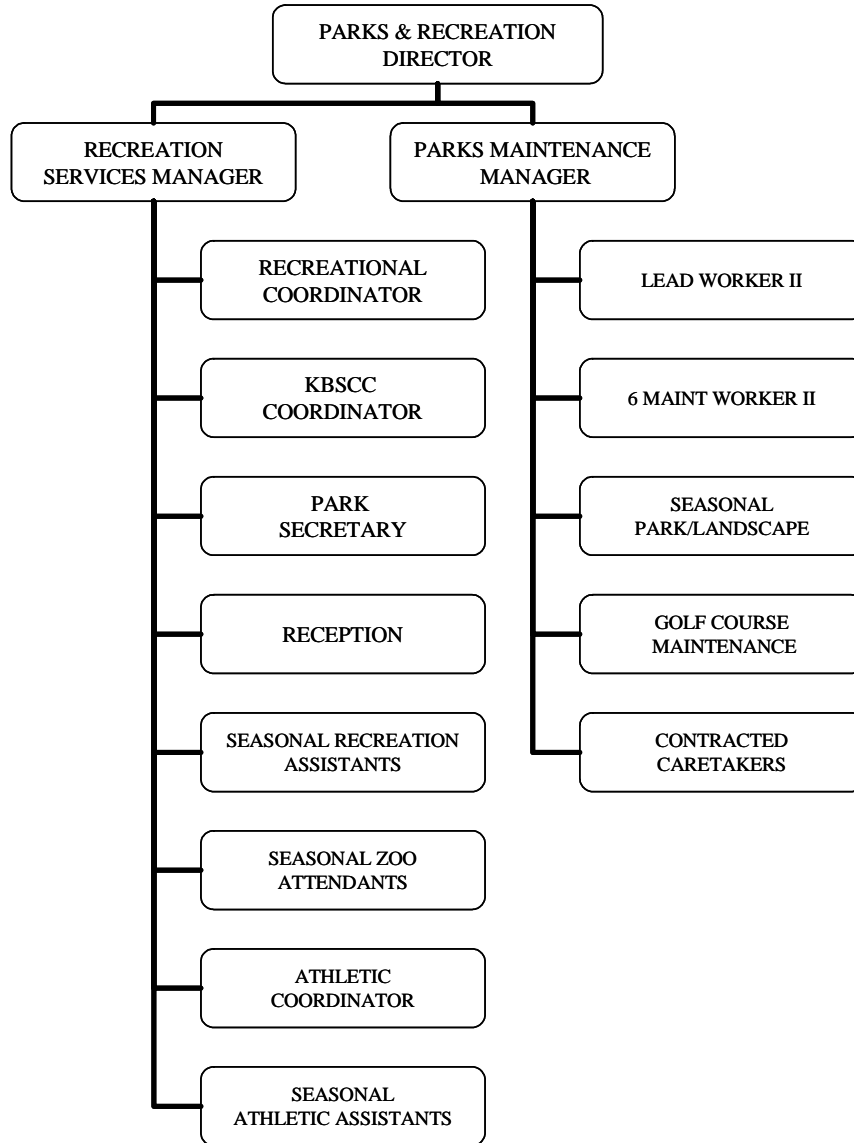 PARKS & RECREATION
DIRECTOR
RECREATION
SERVICES MANAGER
PARKS MAINTENANCE
MANAGER
RECREATIONAL
COORDINATOR
KBSCC
COORDINATOR
PARK
SECRETARY
RECEPTION
SEASONAL RECREATION
ASSISTANTS
SEASONAL ZOO
ATTENDANTS
ATHLETIC
COORDINATOR
SEASONAL
ATHLETIC ASSISTANTS
LEAD WORKER II
6 MAINT WORKER II
SEASONAL
PARK/LANDSCAPE
GOLF COURSE
MAINTENANCE
CONTRACTED
CARETAKERS